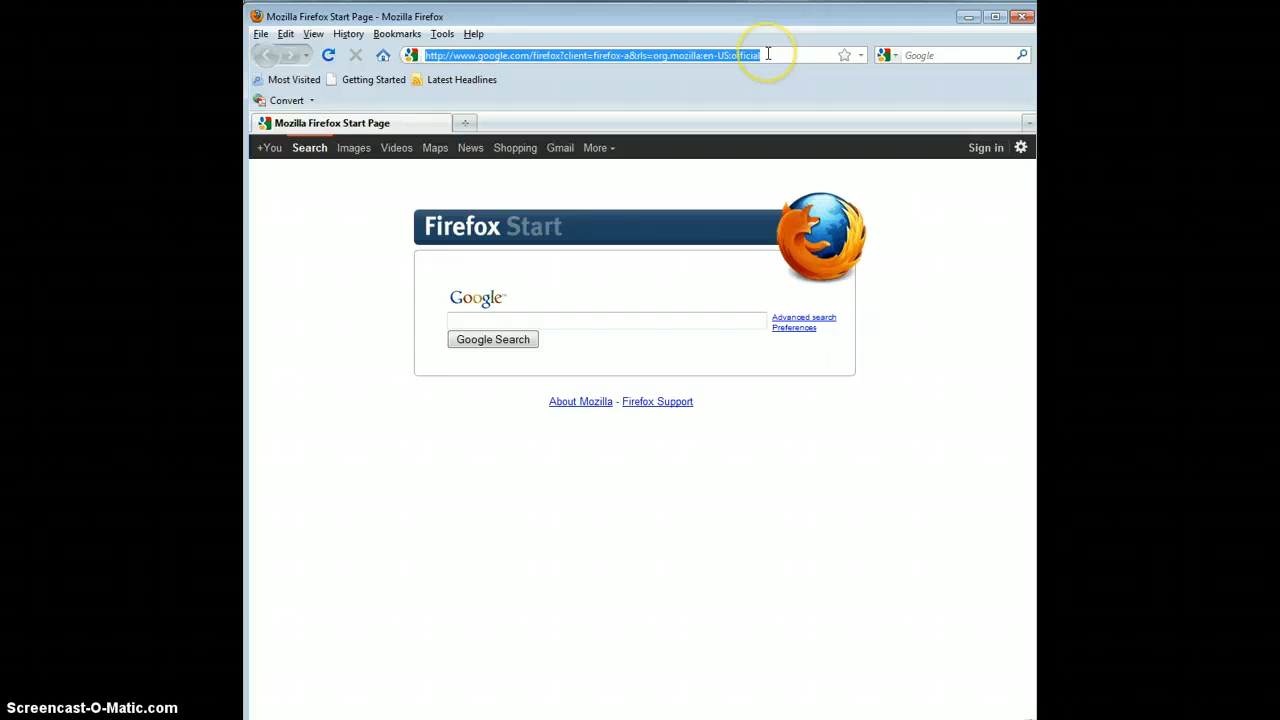 Mozilla Firefox Start Page - Mozilla Firefox
File Edit View History Bookmarks Tools Help
http://www.google.com/firefox?client=firefox-a&rls=org.mozilla:en-US:official Google
Most Visited Getting Started Latest Headlines
Convert
Mozilla Firefox Start Page
+You Search Images Videos Maps News Shopping Gmail More Sign in
Firefox Start
Google™
Advanced search
Preferences
Google Search
About Mozilla - Firefox Support
Screencast-O-Matic.com